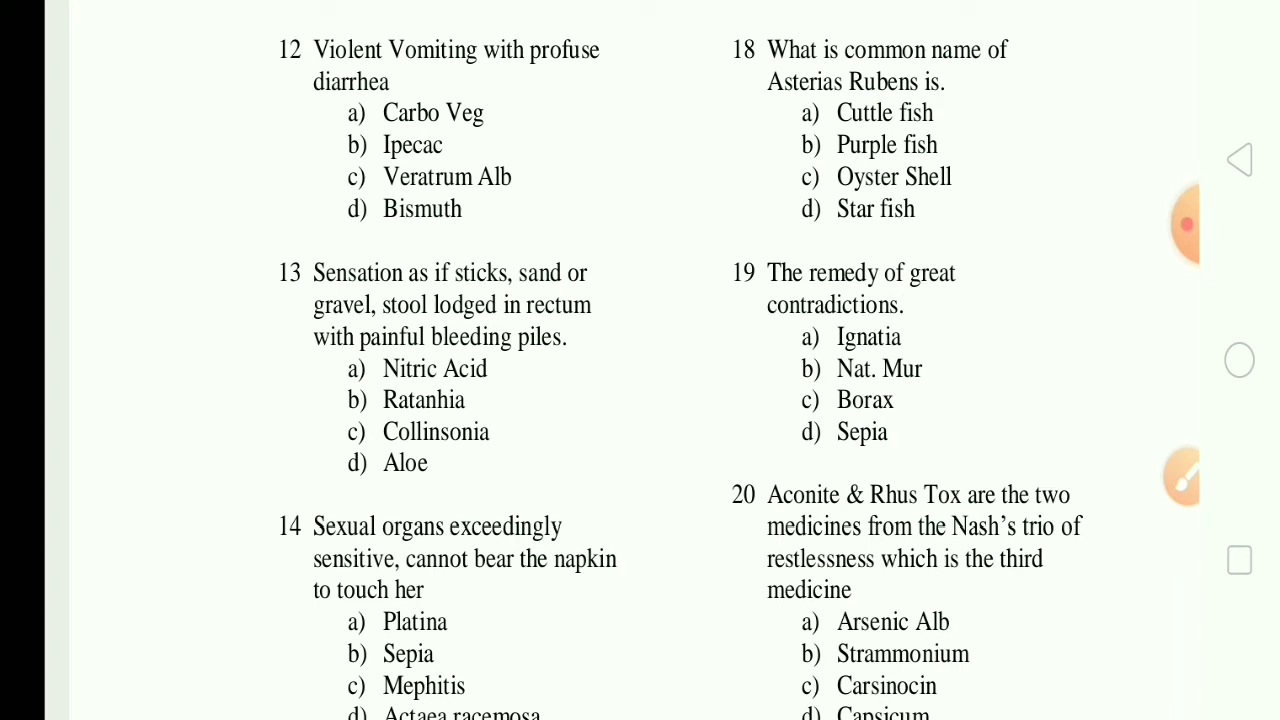 12 Violent Vomiting with profuse
diarrhea
a) Carbo Veg
b) Ipecac
c) Veratrum Alb
d) Bismuth
13 Sensation as if sticks, sand or
gravel, stool lodged in rectum
with painful bleeding piles.
a) Nitric Acid
b) Ratanhia
c) Collinsonia
d) Aloe
14 Sexual organs exceedingly
sensitive, cannot bear the napkin
to touch her
a) Platina
b) Sepia
c) Mephitis
d) Actaea racemosa
18 What is common name of
Asterias Rubens is.
a) Cuttle fish
b) Purple fish
c) Oyster Shell
d) Star fish
19 The remedy of great
contradictions.
a) Ignatia
b) Nat. Mur
c) Borax
d) Sepia
20 Aconite & Rhus Tox are the two
medicines from the Nash's trio of
restlessness which is the third
medicine
a) Arsenic Alb
b) Strammonium
c) Carsinocin
d) Capsicum